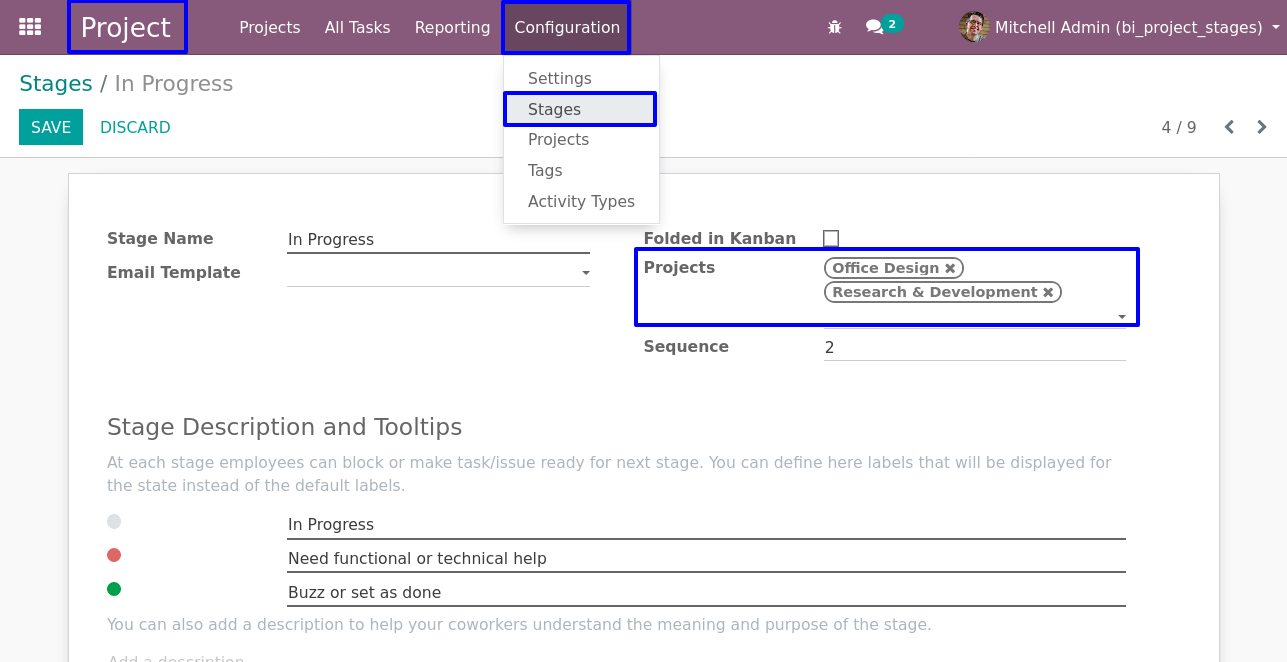 Project Projects All Tasks Reporting Configuration 2 Mitchell Admin (bi_project_stages)
Stages / In Progress
SAVE DISCARD
4 / 9
Settings
Stages
Projects
Tags
Activity Types
Stage Name In Progress
Email Template
Folded in Kanban
Projects Office Design ✖
Research & Development ✖
Sequence 2
Stage Description and Tooltips
At each stage employees can block or make task/issue ready for next stage. You can define here labels that will be displayed for
the state instead of the default labels.
In Progress
Need functional or technical help
Buzz or set as done
You can also add a description to help your coworkers understand the meaning and purpose of the stage.
Add a description